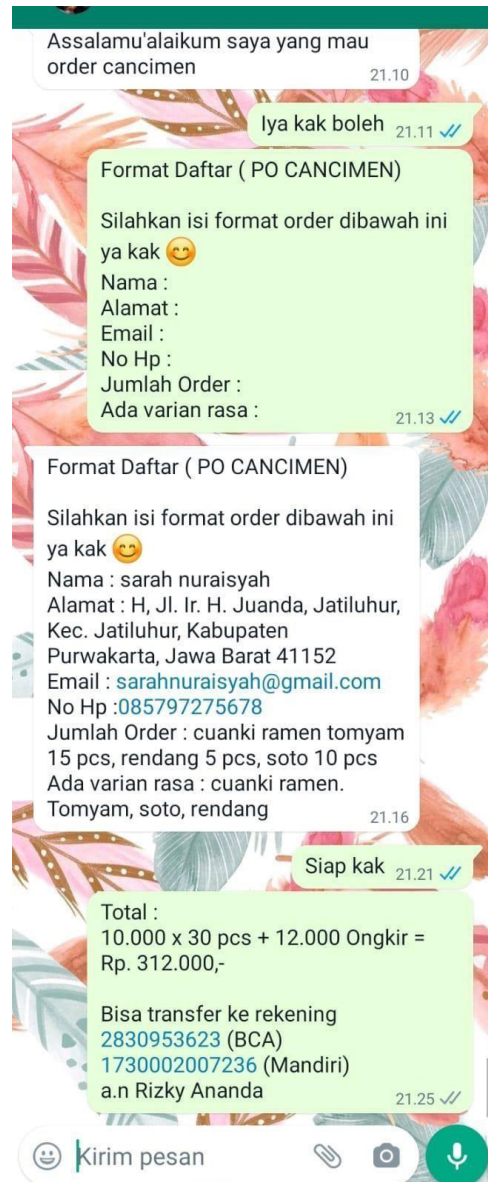 Assalamu'alaikum saya yang mau
order cancimen
21.10
Iya kak boleh 21.11
Format Daftar ( PO CANCIMEN)
Silahkan isi format order dibawah ini
ya kak 😊
Nama :
Alamat :
Email :
No Hp :
Jumlah Order :
Ada varian rasa :
21.13
Format Daftar ( PO CANCIMEN)
Silahkan isi format order dibawah ini
ya kak 😊
Nama : sarah nuraisyah
Alamat : H, Jl. Ir. H. Juanda, Jatiluhur,
Kec. Jatiluhur, Kabupaten
Purwakarta, Jawa Barat 41152
Email : sarahnuraisyah@gmail.com
No Hp :085797275678
Jumlah Order : cuanki ramen tomyam
15 pcs, rendang 5 pcs, soto 10 pcs
Ada varian rasa : cuanki ramen.
Tomyam, soto, rendang
21.16
Siap kak 21.21
Total :
10.000 x 30 pcs + 12.000 Ongkir =
Rp. 312.000,-
Bisa transfer ke rekening
2830953623 (BCA)
1730002007236 (Mandiri)
a.n Rizky Ananda
21.25
Kirim pesan